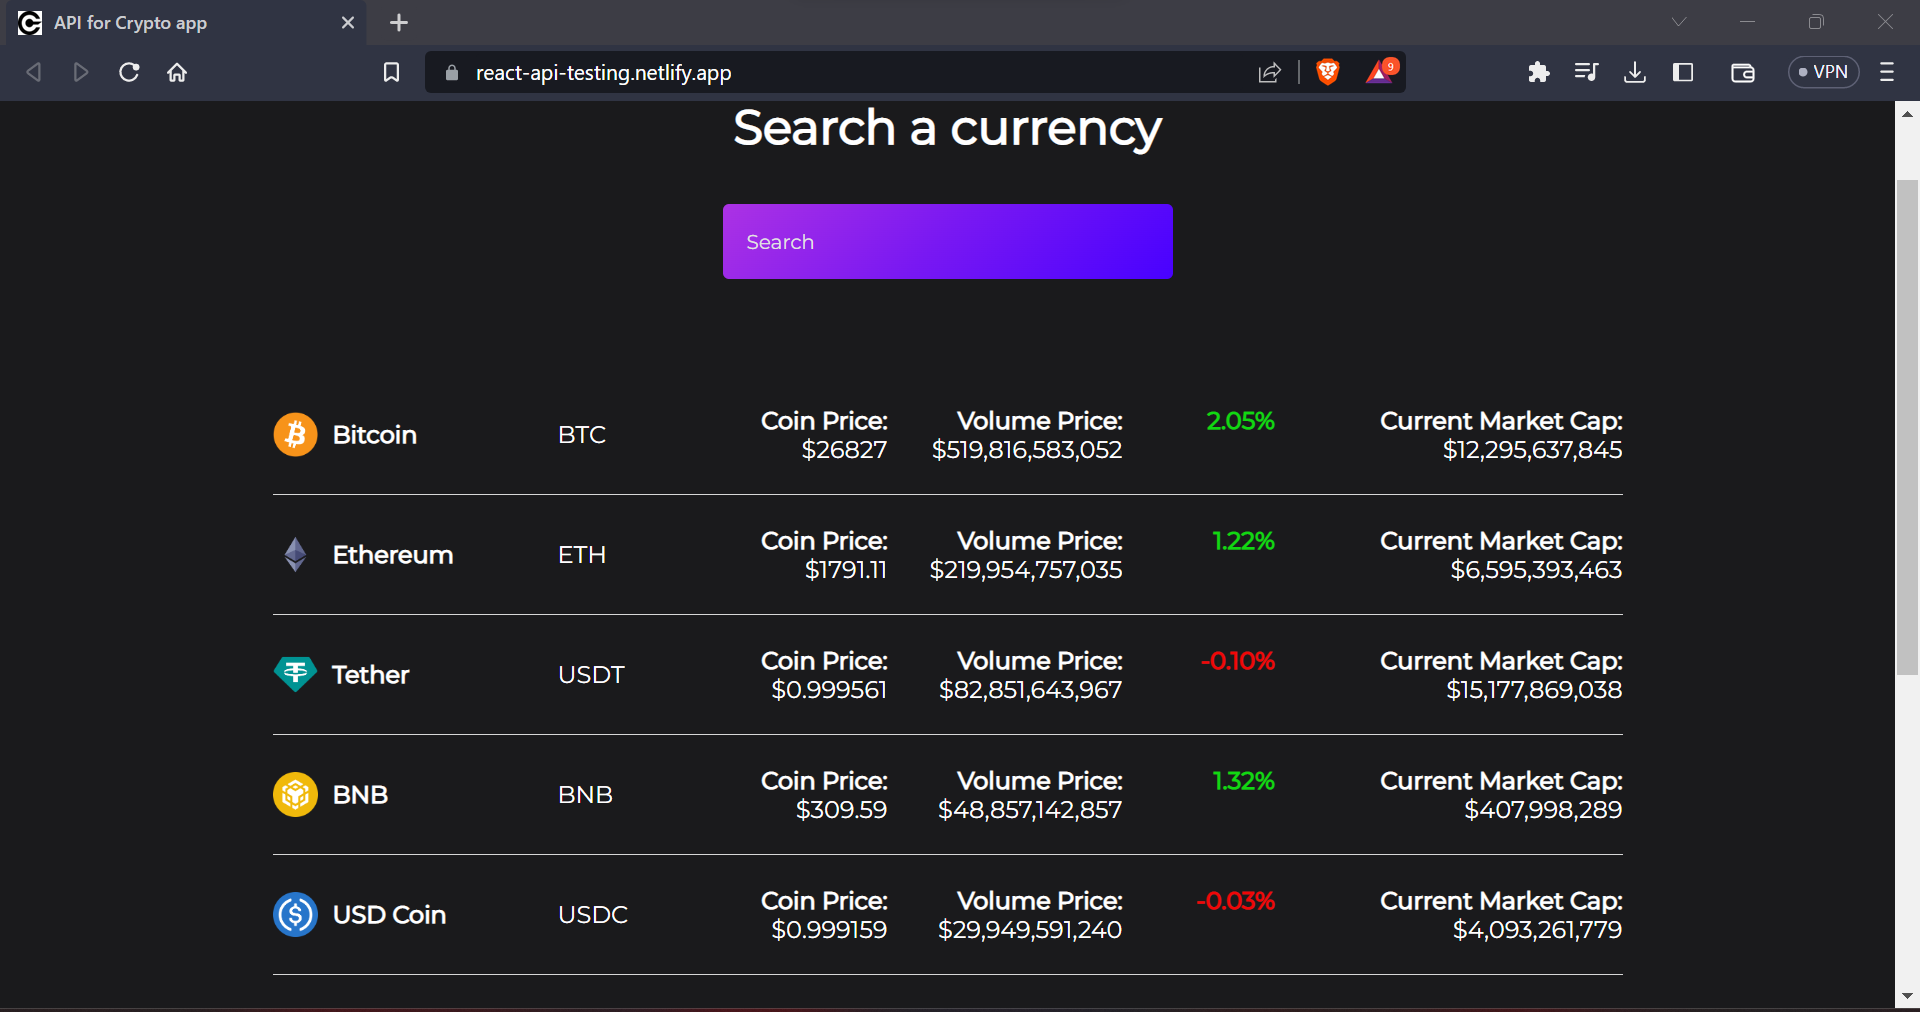 API for Crypto app
react-api-testing.netlify.app
9
VPN
Search a currency
Search
Bitcoin BTC Coin Price: Volume Price: 2.05% Current Market Cap:
$26827 $519,816,583,052 $12,295,637,845
Ethereum ETH Coin Price: Volume Price: 1.22% Current Market Cap:
$1791.11 $219,954,757,035 $6,595,393,463
Tether USDT Coin Price: Volume Price: -0.10% Current Market Cap:
$0.999561 $82,851,643,967 $15,177,869,038
BNB BNB Coin Price: Volume Price: 1.32% Current Market Cap:
$309.59 $48,857,142,857 $407,998,289
USD Coin USDC Coin Price: Volume Price: -0.03% Current Market Cap:
$0.999159 $29,949,591,240 $4,093,261,779